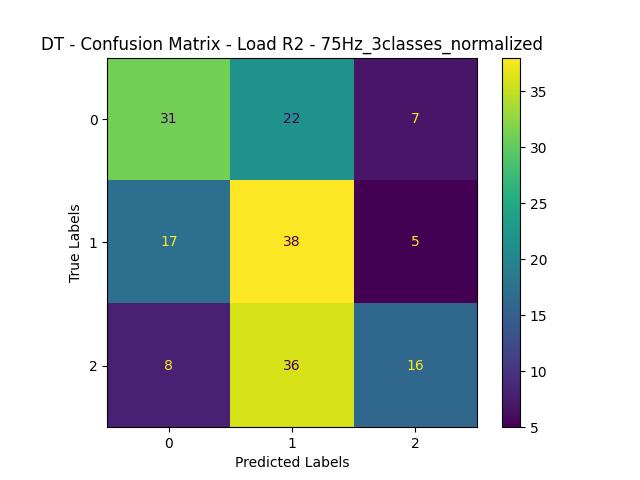 DT - Confusion Matrix - Load R2 - 75Hz_3classes_normalized
True Labels
0
1
2
31 22 7
17 38 5
8 36 16
0 1 2
Predicted Labels
35
30
25
20
15
10
5